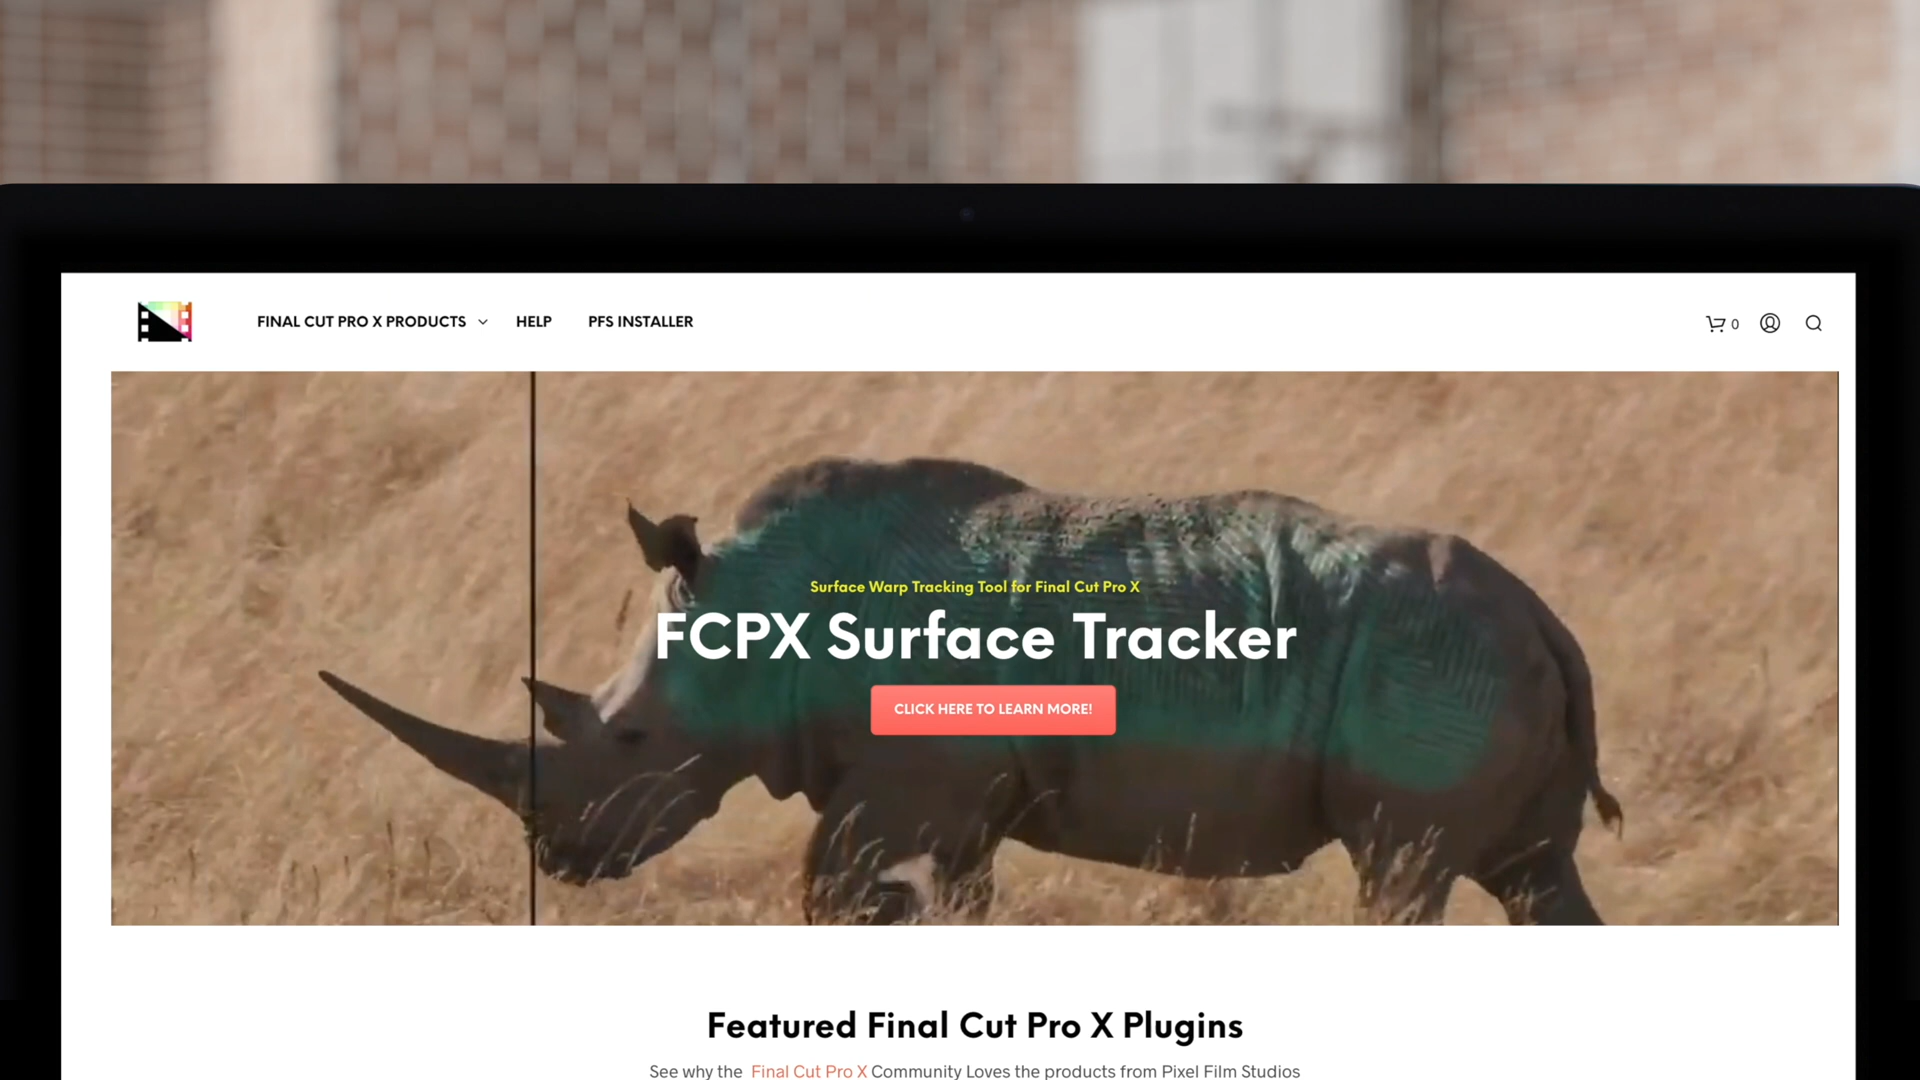 FINAL CUT PRO X PRODUCTS HELP PFS INSTALLER 0
Surface Warp Tracking Tool for Final Cut Pro X
FCPX Surface Tracker
CLICK HERE TO LEARN MORE!
Featured Final Cut Pro X Plugins
See why the Final Cut Pro X Community Loves the products from Pixel Film Studios